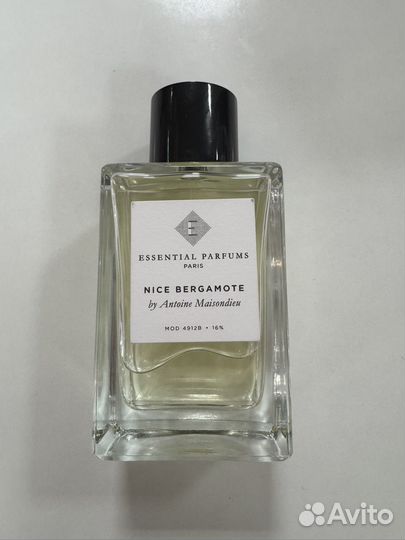 E
ESSENTIAL PARFUMS
PARIS
NICE BERGAMOTE
by Antoine Maisondieu
MOD 4912B • 16%
Avito